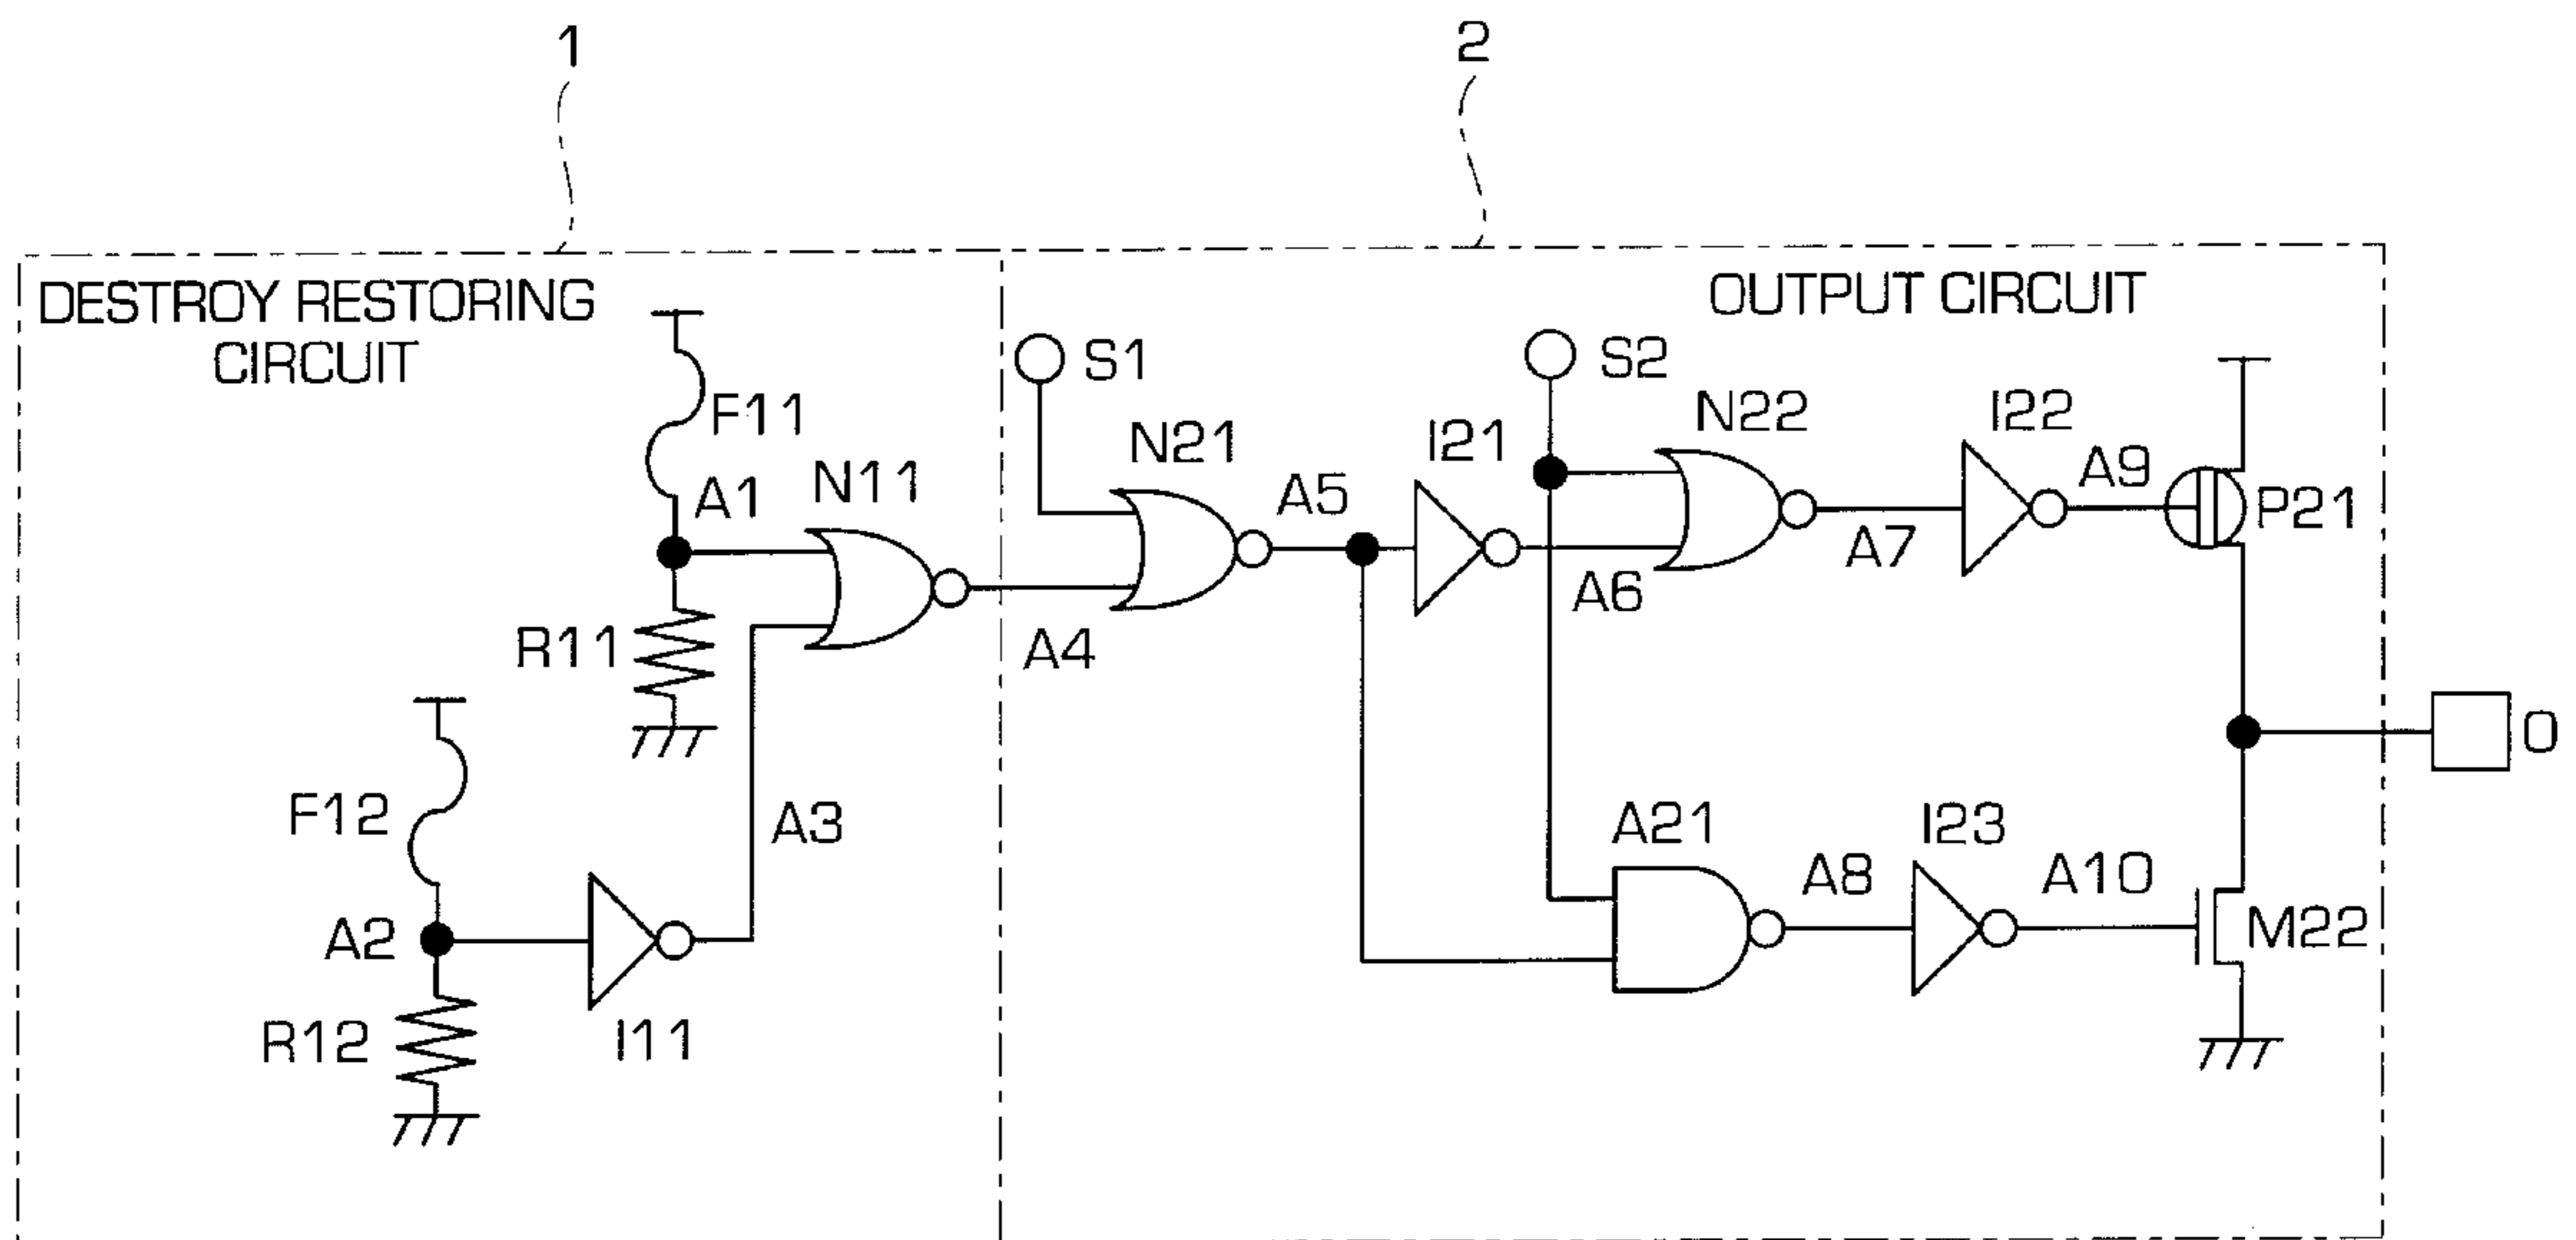 1
2
DESTROY RESTORING
CIRCUIT
OUTPUT CIRCUIT
S1
S2
F11
N21
I21
N22
I22
A9
P21
A1
N11
A5
A7
A6
R11
A4
O
F12
A3
A21
I23
A8
A10
M22
A2
R12
I11